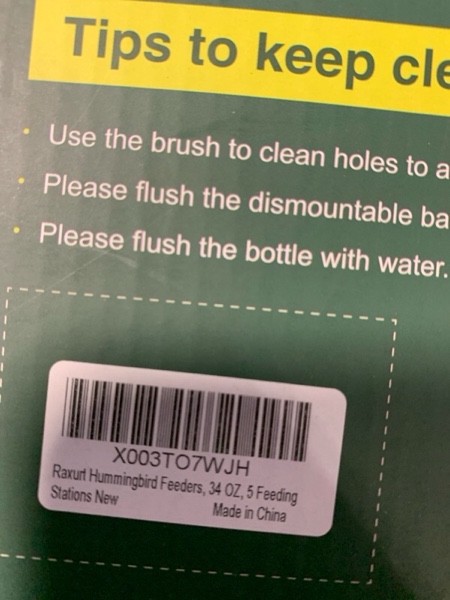 Tips to keep cle
• Use the brush to clean holes to a
• Please flush the dismountable ba
• Please flush the bottle with water.
X003TO7WJH
Raxurt Hummingbird Feeders, 34 OZ, 5 Feeding
Stations New
Made in China